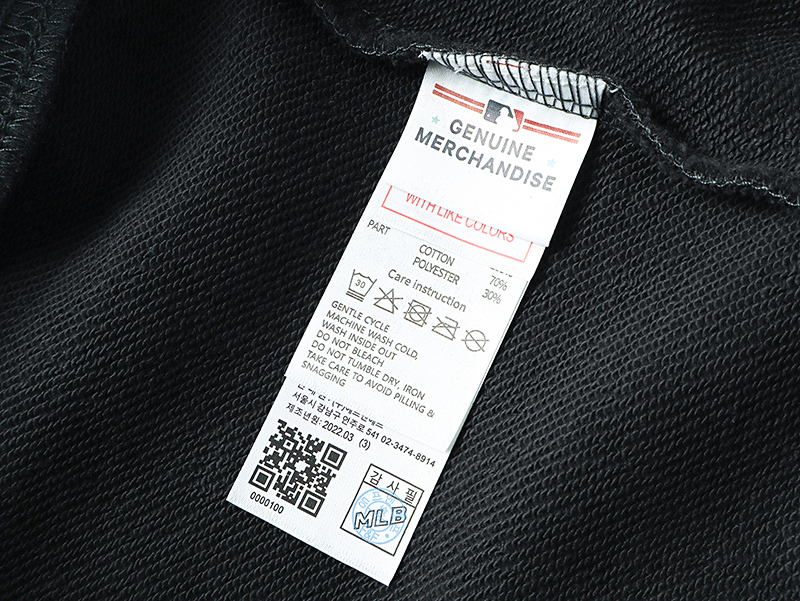 GENUINE
MERCHANDISE
WITH LIKE COLORS
PART
COTTON 70%
POLYESTER 30%
Care instruction
30
GENTLE CYCLE
MACHINE WASH COLD.
WASH INSIDE OUT
DO NOT BLEACH
DO NOT TUMBLE DRY, IRON
TAKE CARE TO AVOID PILLING &
SNAGGING
서울시 강남구 언주로 541 02-3474-8914
제조년원: 2022.03 (3)
0000100
감사필
MLB